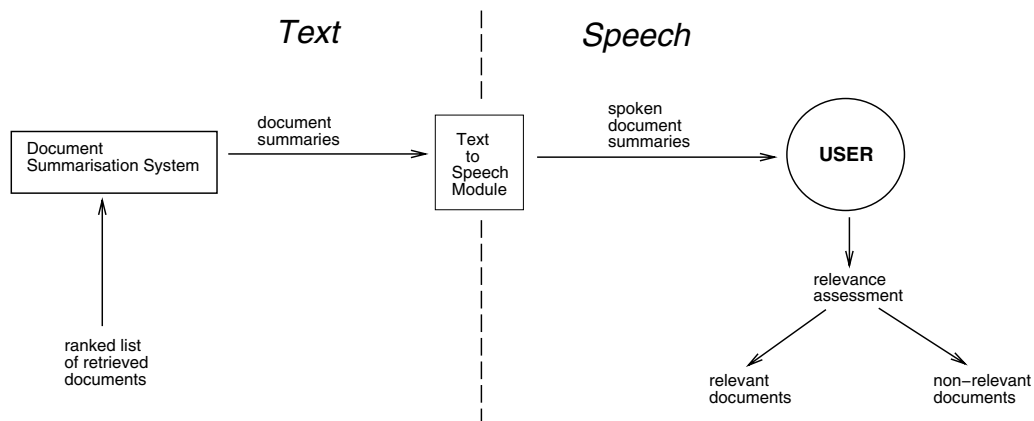 Text
Speech
Document
Summarisation System
document
summaries
Text
to
Speech
Module
spoken
document
summaries
USER
ranked list
of retrieved
documents
relevance
assessment
relevant
documents
non−relevant
documents